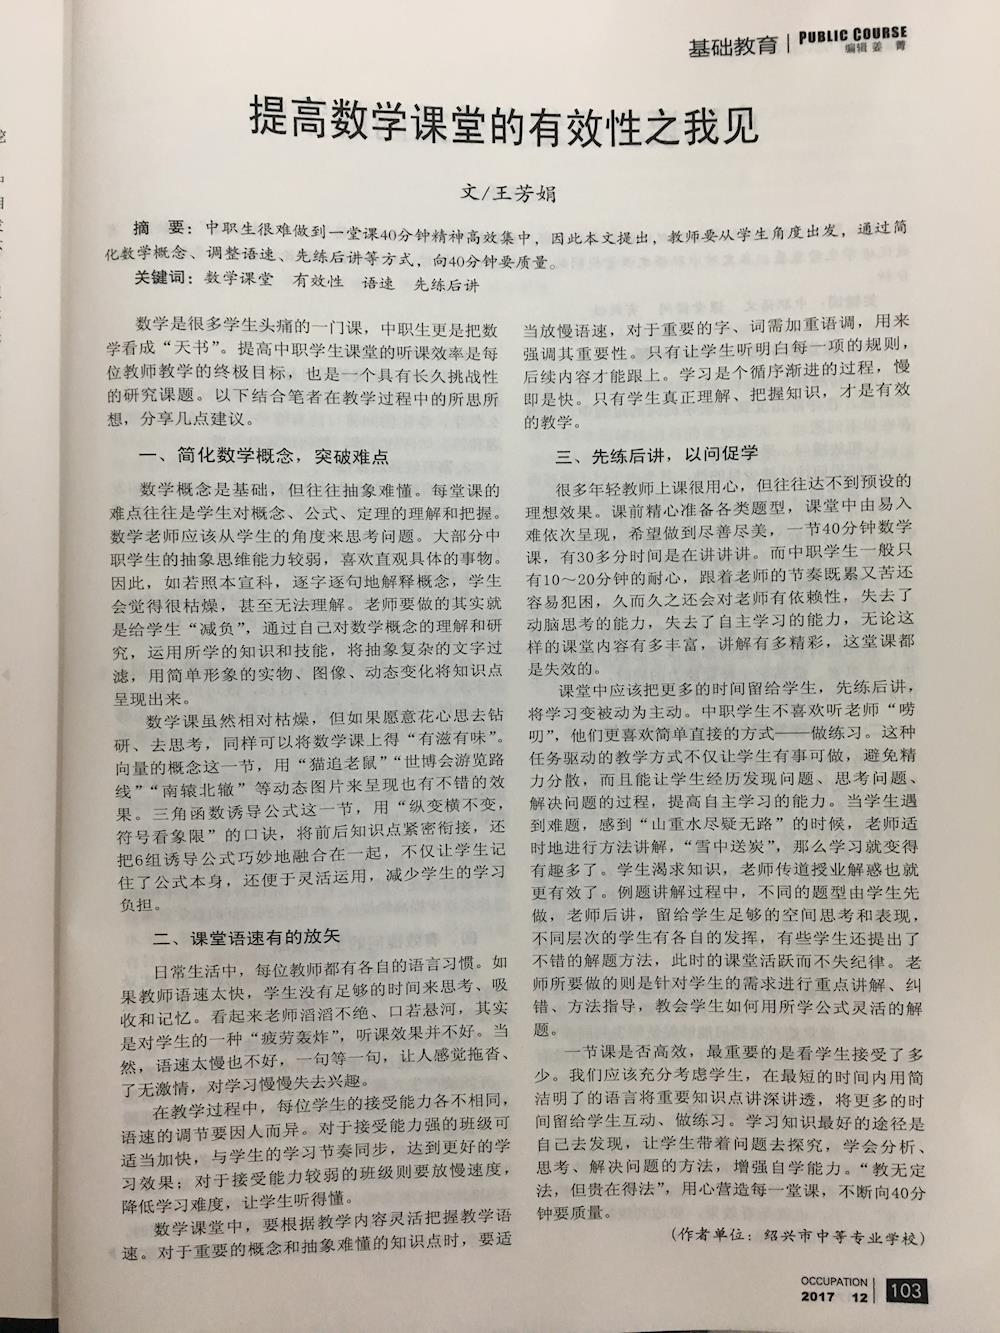 基础教育 PUBLIC COURSE
编辑 姜 菁
提高数学课堂的有效性之我见
文/王芳娟
摘 要：中职生很难做到一堂课40分钟精神高效集中，因此本文提出，教师要从学生角度出发，通过简
化数学概念、调整语速、先练后讲等方式，向40分钟要质量。
关键词：数学课堂 有效性 语速 先练后讲
数学是很多学生头痛的一门课，中职生更是把数
学看成“天书”。提高中职学生课堂的听课效率是每
位教师教学的终极目标，也是一个具有长久挑战性
的研究课题。以下结合笔者在教学过程中的所思所
想，分享几点建议。
一、简化数学概念，突破难点
数学概念是基础，但往往抽象难懂。每堂课的
难点往往是学生对概念、公式、定理的理解和把握。
数学老师应该从学生的角度来思考问题。大部分中
职学生的抽象思维能力较弱，喜欢直观具体的事物。
因此，如若照本宣科，逐字逐句地解释概念，学生
会觉得很枯燥，甚至无法理解。老师要做的其实就
是给学生“减负”，通过自己对数学概念的理解和研
究，运用所学的知识和技能，将抽象复杂的文字过
滤，用简单形象的实物、图像、动态变化将知识点
呈现出来。
数学课虽然相对枯燥，但如果愿意花心思去钻
研、去思考，同样可以将数学课上得“有滋有味”。
向量的概念这一节，用“猫追老鼠”“世博会游览路
线”“南辕北辙”等动态图片来呈现也有不错的效
果。三角函数诱导公式这一节，用“纵变横不变，
符号看象限”的口诀，将前后知识点紧密衔接，还
把6组诱导公式巧妙地融合在一起，不仅让学生记
住了公式本身，还便于灵活运用，减少学生的学习
负担。
二、课堂语速有的放矢
日常生活中，每位教师都有各自的语言习惯。如
果教师语速太快，学生没有足够的时间来思考、吸
收和记忆。看起来老师滔滔不绝、口若悬河，其实
是对学生的一种“疲劳轰炸”，听课效果并不好。当
然，语速太慢也不好，一句等一句，让人感觉拖沓、
了无激情，对学习慢慢失去兴趣。
在教学过程中，每位学生的接受能力各不相同，
语速的调节要因人而异。对于接受能力强的班级可
适当加快，与学生的学习节奏同步，达到更好的学
习效果；对于接受能力较弱的班级则要放慢速度，
降低学习难度，让学生听得懂。
数学课堂中，要根据教学内容灵活把握教学语
速。对于重要的概念和抽象难懂的知识点时，要适
当放慢语速，对于重要的字、词需加重语调，用来
强调其重要性。只有让学生听明白每一项的规则，
后续内容才能跟上。学习是个循序渐进的过程，慢
即是快。只有学生真正理解、把握知识，才是有效
的教学。
三、先练后讲，以问促学
很多年轻教师上课很用心，但往往达不到预设的
理想效果。课前精心准备各类题型，课堂中由易入
难依次呈现，希望做到尽善尽美，一节40分钟数学
课，有30多分时间是在讲讲讲。而中职学生一般只
有10～20分钟的耐心，跟着老师的节奏既累又苦还
容易犯困，久而久之还会对老师有依赖性，失去了
动脑思考的能力，失去了自主学习的能力，无论这
样的课堂内容有多丰富，讲解有多精彩，这堂课都
是失效的。
课堂中应该把更多的时间留给学生，先练后讲，
将学习变被动为主动。中职学生不喜欢听老师“唠
叨”，他们更喜欢简单直接的方式——做练习。这种
任务驱动的教学方式不仅让学生有事可做，避免精
力分散，而且能让学生经历发现问题、思考问题、
解决问题的过程，提高自主学习的能力。当学生遇
到难题，感到“山重水尽疑无路”的时候，老师适
时地进行方法讲解，“雪中送炭”，那么学习就变得
有趣多了。学生渴求知识，老师传道授业解惑也就
更有效了。例题讲解过程中，不同的题型由学生先
做，老师后讲，留给学生足够的空间思考和表现，
不同层次的学生有各自的发挥，有些学生还提出了
不错的解题方法，此时的课堂活跃而不失纪律。老
师所要做的则是针对学生的需求进行重点讲解、纠
错、方法指导，教会学生如何用所学公式灵活的解
题。
一节课是否高效，最重要的是看学生接受了多
少。我们应该充分考虑学生，在最短的时间内用简
洁明了的语言将重要知识点讲深讲透，将更多的时
间留给学生互动、做练习。学习知识最好的途径是
自己去发现，让学生带着问题去探究，学会分析、
思考、解决问题的方法，增强自学能力。“教无定
法，但贵在得法”，用心营造每一堂课，不断向40分
钟要质量。
（作者单位：绍兴市中等专业学校）
OCCUPATION
2017 12 103